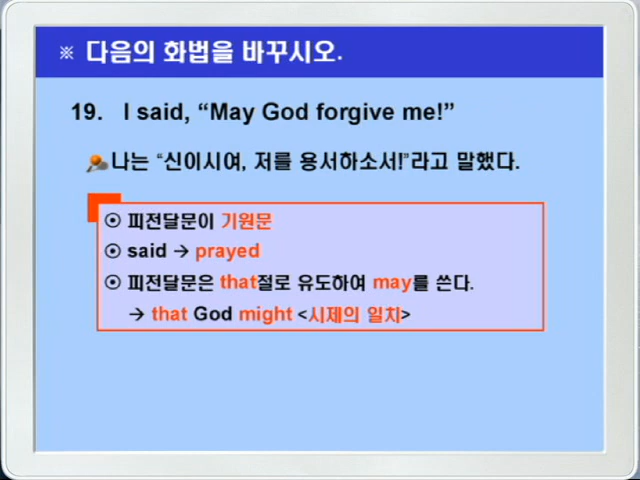 ※ 다음의 화법을 바꾸시오.
19. I said, “May God forgive me!”
나는 “신이시여, 저를 용서하소서!”라고 말했다.
⊙ 피전달문이 기원문
⊙ said → prayed
⊙ 피전달문은 that절로 유도하여 may를 쓴다.
→ that God might <시제의 일치>